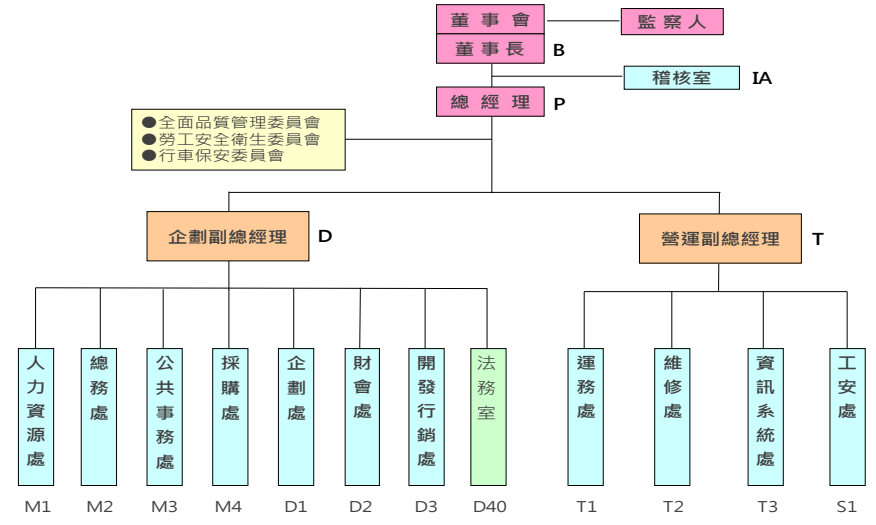 董事會
監察人
董事長 B
稽核室 IA
總經理 P
●全面品質管理委員會
●勞工安全衛生委員會
●行車保安委員會
企劃副總經理 D
營運副總經理 T
人力資源處
總務處
公共事務處
採購處
企劃處
財會處
開發行銷處
法務室
運務處
維修處
資訊系統處
工安處
M1 M2 M3 M4 D1 D2 D3 D40 T1 T2 T3 S1